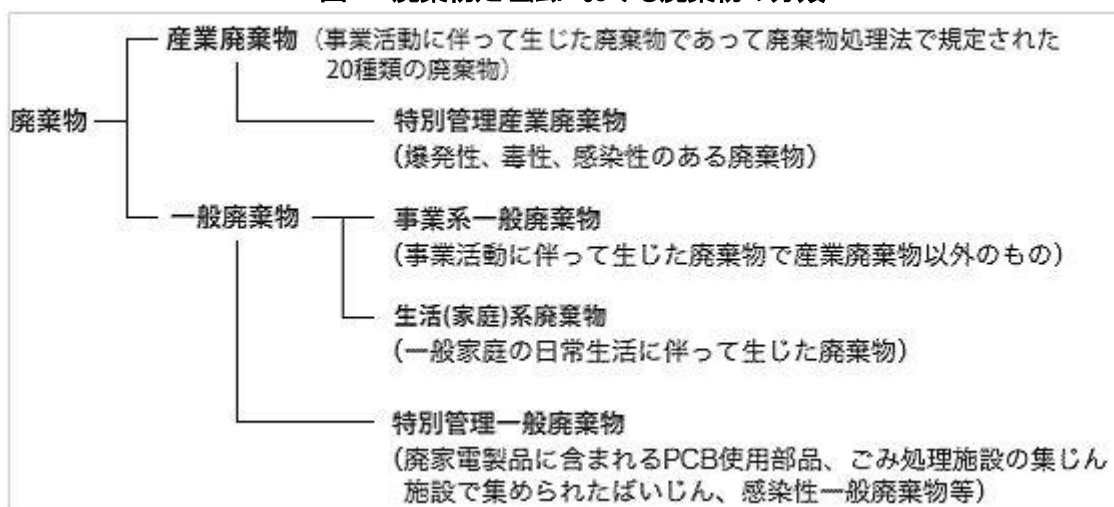 産業廃棄物（事業活動に伴って生じた廃棄物であって廃棄物処理法で規定された
20種類の廃棄物）
廃棄物
特別管理産業廃棄物
（爆発性、毒性、感染性のある廃棄物）
一般廃棄物
事業系一般廃棄物
（事業活動に伴って生じた廃棄物で産業廃棄物以外のもの）
生活(家庭)系廃棄物
（一般家庭の日常生活に伴って生じた廃棄物）
特別管理一般廃棄物
（廃家電製品に含まれるPCB使用部品、ごみ処理施設の集じん
施設で集められたばいじん、感染性一般廃棄物等）